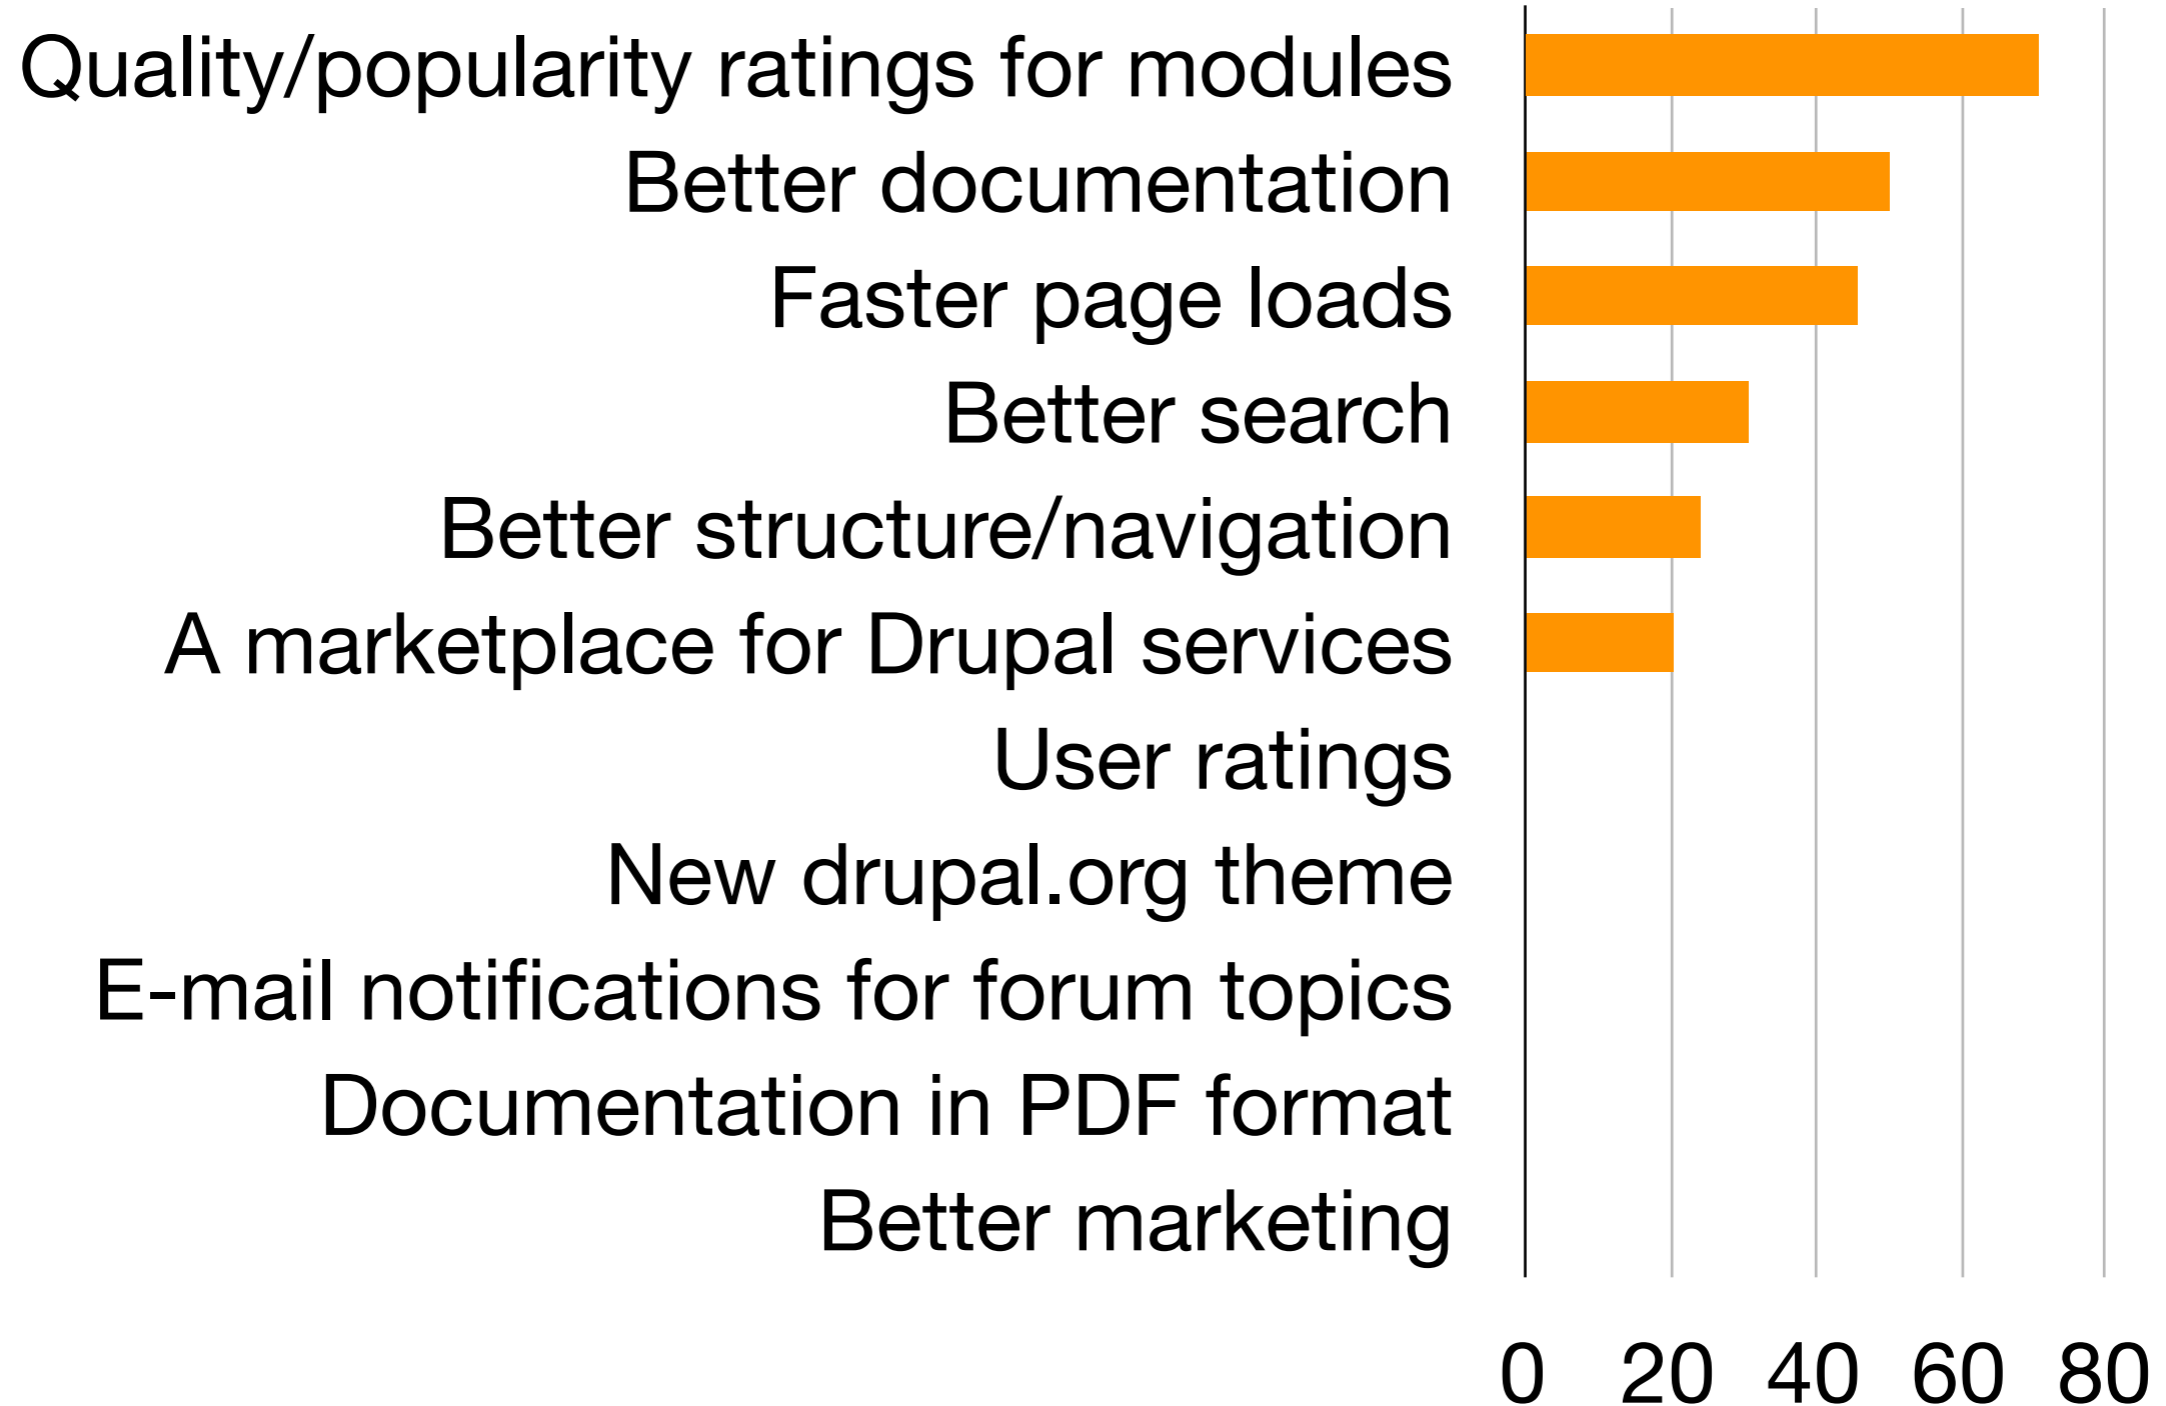 Quality/popularity ratings for modules
Better documentation
Faster page loads
Better search
Better structure/navigation
A marketplace for Drupal services
User ratings
New drupal.org theme
E-mail notifications for forum topics
Documentation in PDF format
Better marketing
0 20 40 60 80